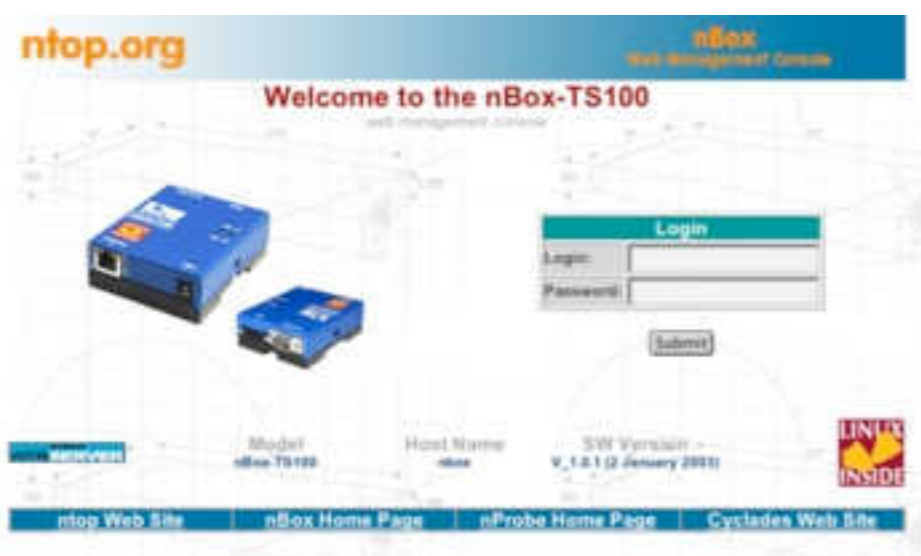 ntop.org
nBox
Web Management Console
Welcome to the nBox-TS100
web management console
Login
Login:
Password:
Submit
Model
nBox-TS100
Host Name
nbox
SW Version
V_1.0.1 (2 January 2003)
LINUX
INSIDE
ntop Web Site
nBox Home Page
nProbe Home Page
Cyclades Web Site